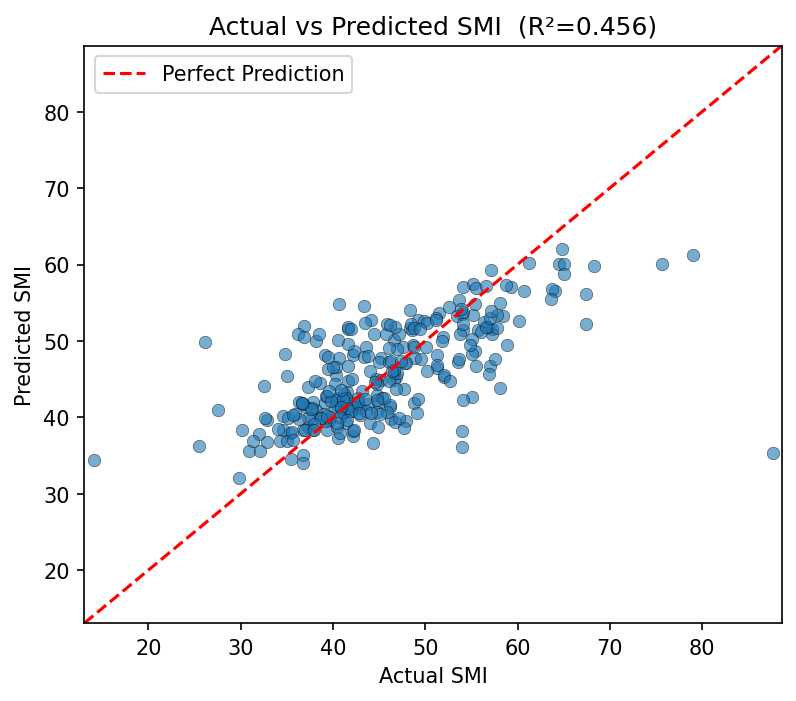 Actual vs Predicted SMI (R²=0.456)
Perfect Prediction
80
70
60
50
40
30
20
Predicted SMI
20 30 40 50 60 70 80
Actual SMI